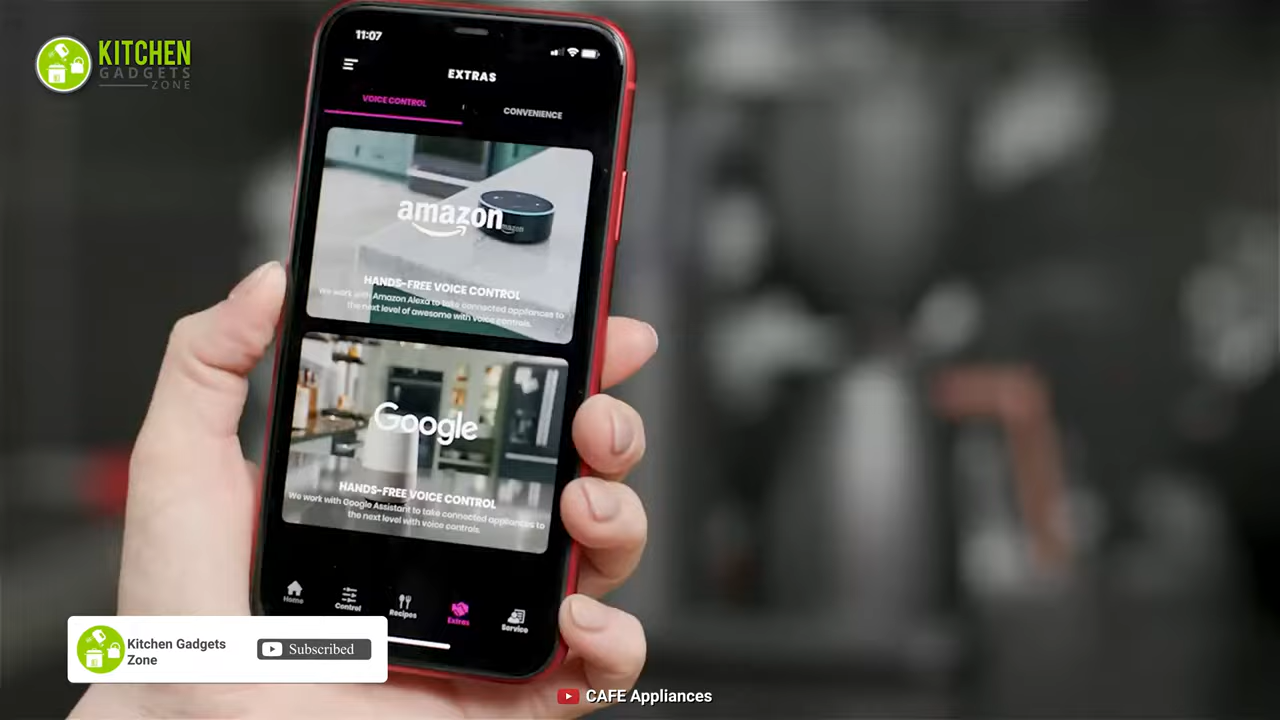 KITCHEN
GADGETS
ZONE
11:07
EXTRAS
VOICE CONTROL
CONVENIENCE
amazon
amazon
HANDS-FREE VOICE CONTROL
We work with Amazon Alexa to take connected appliances to
the next level of awesome with voice controls.
Google
HANDS-FREE VOICE CONTROL
We work with Google Assistant to take connected appliances to
the next level with voice controls.
Home
Control
Recipes
Extras
Service
Kitchen Gadgets
Zone
Subscribed
CAFE Appliances